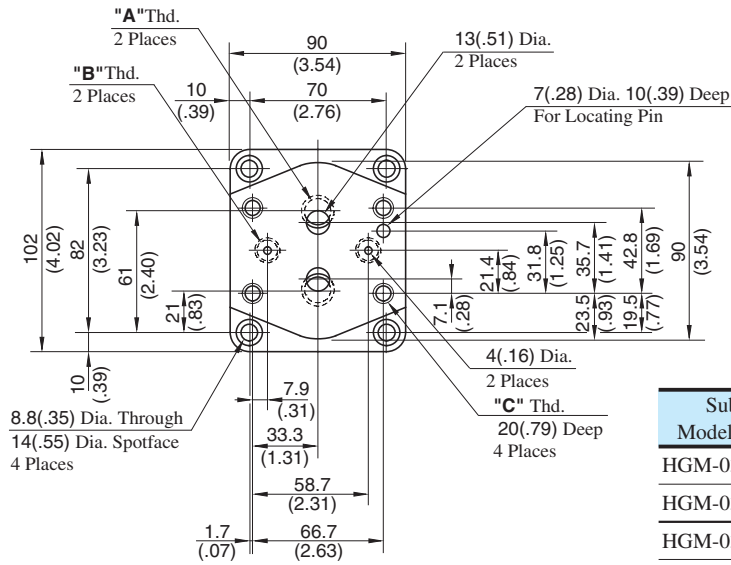 "A"Thd.
2 Places
90
(3.54)
13(.51) Dia.
2 Places
"B"Thd.
2 Places
10
(.39)
70
(2.76)
7(.28) Dia. 10(.39) Deep
For Locating Pin
102
(4.02)
82
(3.23)
61
(2.40)
21
(.83)
10
(.39)
21.4
(.84)
31.8
(1.25)
35.7
(1.41)
42.8
(1.69)
90
(3.54)
7.1
(.28)
23.5
(.93)
19.5
(.77)
4(.16) Dia.
2 Places
"C" Thd.
20(.79) Deep
4 Places
8.8(.35) Dia. Through
14(.55) Dia. Spotface
4 Places
7.9
(.31)
33.3
(1.31)
58.7
(2.31)
1.7
(.07)
66.7
(2.63)
Sub
Model
HGM-0
HGM-0
HGM-0